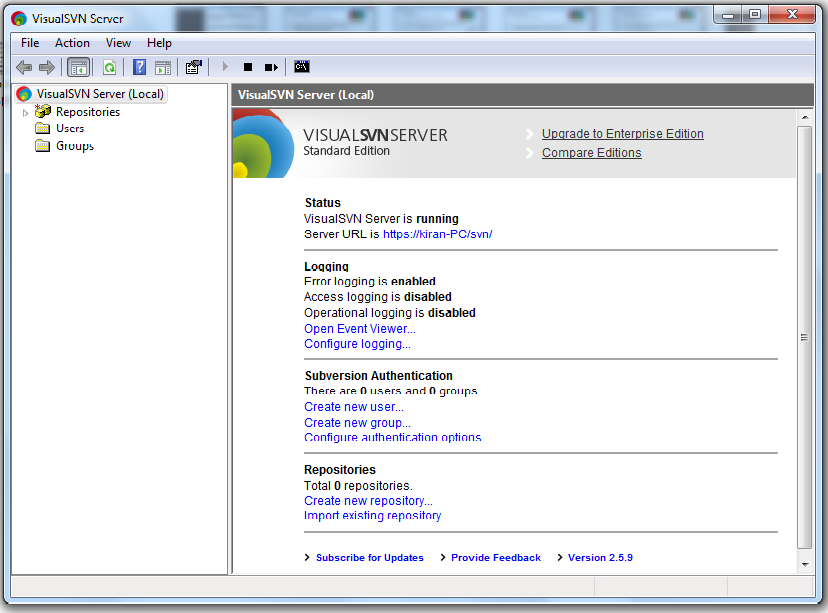 VisualSVN Server
File Action View Help
VisualSVN Server (Local)
Repositories
Users
Groups
VisualSVN Server (Local)
VISUALSVN SERVER
Standard Edition
Upgrade to Enterprise Edition
Compare Editions
Status
VisualSVN Server is running
Server URL is https://kiran-PC/svn/
Logging
Error logging is enabled
Access logging is disabled
Operational logging is disabled
Open Event Viewer...
Configure logging...
Subversion Authentication
There are 0 users and 0 groups
Create new user...
Create new group...
Configure authentication options
Repositories
Total 0 repositories.
Create new repository...
Import existing repository
Subscribe for Updates Provide Feedback Version 2.5.9